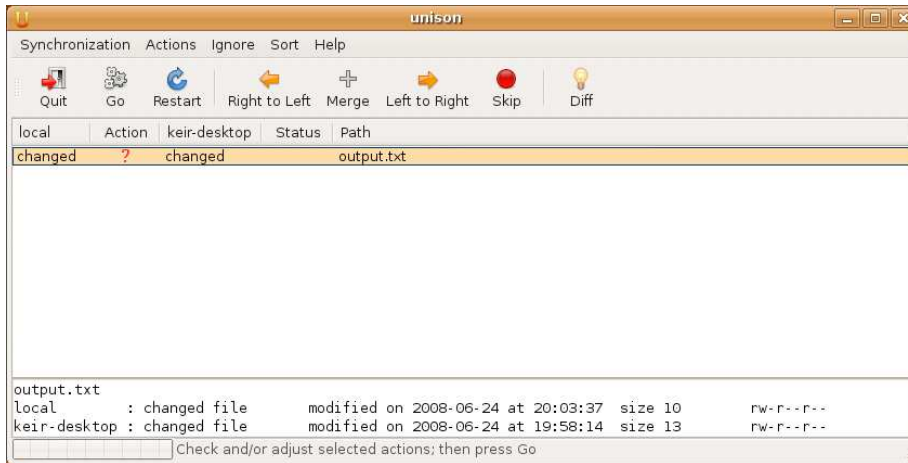 unison
Synchronization Actions Ignore Sort Help
Quit Go Restart Right to Left Merge Left to Right Skip Diff
local Action keir-desktop Status Path
changed ? changed output.txt
output.txt
local : changed file modified on 2008-06-24 at 20:03:37 size 10 rw-r--r--
keir-desktop : changed file modified on 2008-06-24 at 19:58:14 size 13 rw-r--r--
Check and/or adjust selected actions; then press Go